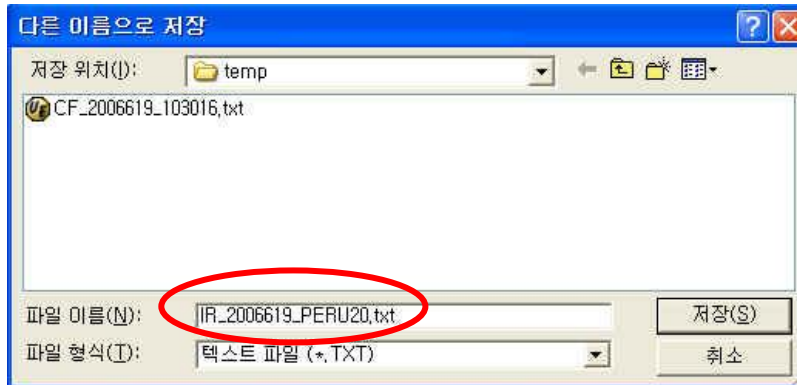 다른 이름으로 저장
저장 위치(I): temp
CF_2006619_103016.txt
파일 이름(N): IR_2006619_PERU20.txt 저장(S)
파일 형식(T): 텍스트 파일 (*.TXT) 취소